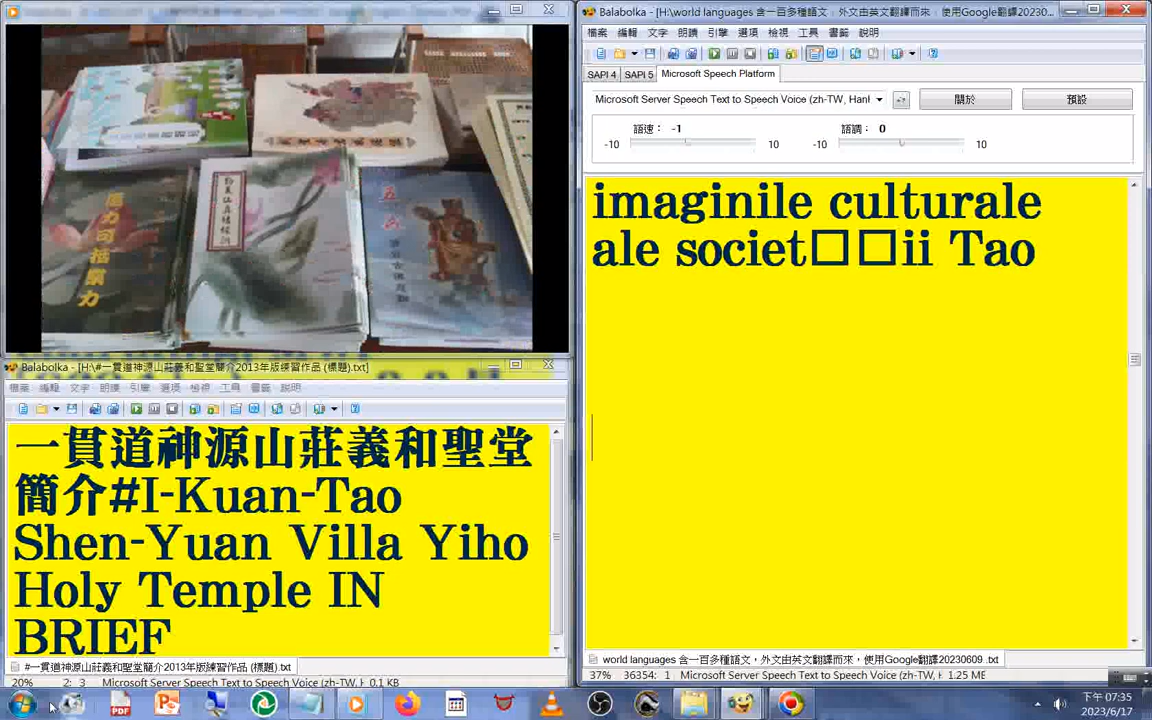 Balabolka - [H:\world languages 含一百多種語文，外文由英文翻譯而來，使用Google翻譯20230...
檔案 編輯 文字 朗讀 引擎 選項 檢視 工具 書籤 說明
SAPI 4 SAPI 5 Microsoft Speech Platform
Microsoft Server Speech Text to Speech Voice (zh-TW, Hanl
關於 預設
語速： -1 語調： 0
-10 10 -10 10
imaginile culturale
ale societ□□ii Tao
world languages 含一百多種語文，外文由英文翻譯而來，使用Google翻譯20230609 .txt
37% 36354: 1 Microsoft Server Speech Text to Speech Voice (zh-TW, H 1.25 ME
Balabolka - [H:\#一貫道神源山莊義和聖堂簡介2013年版練習作品 (標題).txt]
檔案 編輯 文字 朗讀 引擎 選項 檢視 工具 書籤 說明
一貫道神源山莊義和聖堂
簡介#I-Kuan-Tao
Shen-Yuan Villa Yiho
Holy Temple IN
BRIEF
#一貫道神源山莊義和聖堂簡介2013年版練習作品 (標題).txt
20% 2: 3 Microsoft Server Speech Text to Speech Voice (zh-TW, H 0.1 KB
下午 07:35
2023/6/17